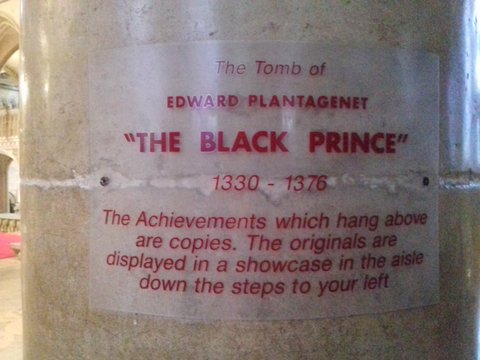 The Tomb of
EDWARD PLANTAGENET
"THE BLACK PRINCE"
1330 - 1376
The Achievements which hang above
are copies. The originals are
displayed in a showcase in the aisle
down the steps to your left